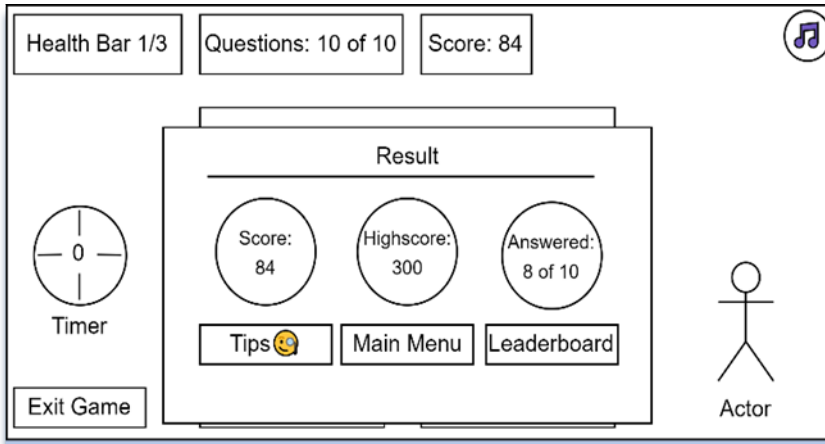 Health Bar 1/3
Questions: 10 of 10
Score: 84
Result
Score:
84
Highscore:
300
Answered:
8 of 10
0
Timer
Tips🧐
Main Menu
Leaderboard
Exit Game
Actor